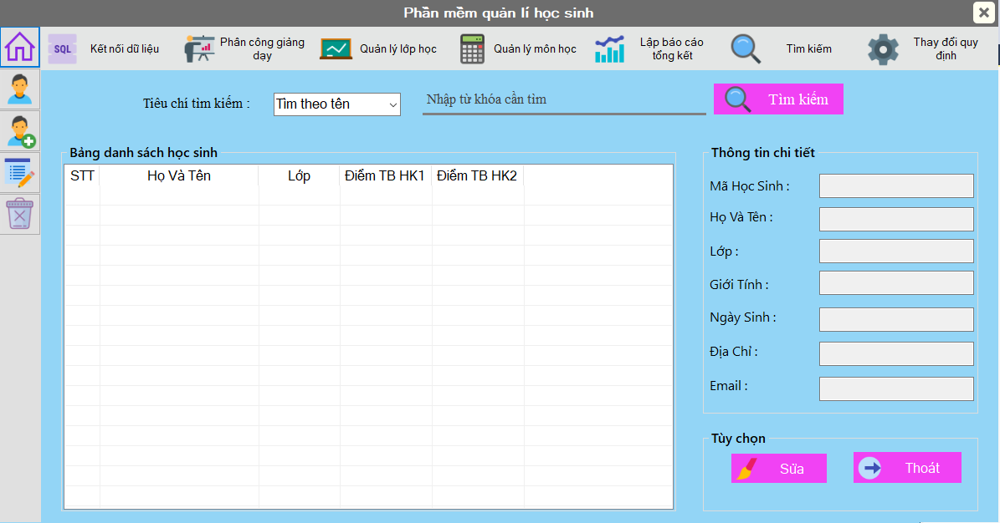 Phần mềm quản lí học sinh
SQL
Kết nối dữ liệu
Phân công giảng
dạy
Quản lý lớp học
Quản lý môn học
Lập báo cáo
tổng kết
Tìm kiếm
Thay đổi quy
định
Tiêu chí tìm kiếm :
Tìm theo tên
Nhập từ khóa cần tìm
Tìm kiếm
Bảng danh sách học sinh
STT Họ Và Tên Lớp Điểm TB HK1 Điểm TB HK2
Thông tin chi tiết
Mã Học Sinh :
Họ Và Tên :
Lớp :
Giới Tính :
Ngày Sinh :
Địa Chỉ :
Email :
Tùy chọn
Sửa
Thoát